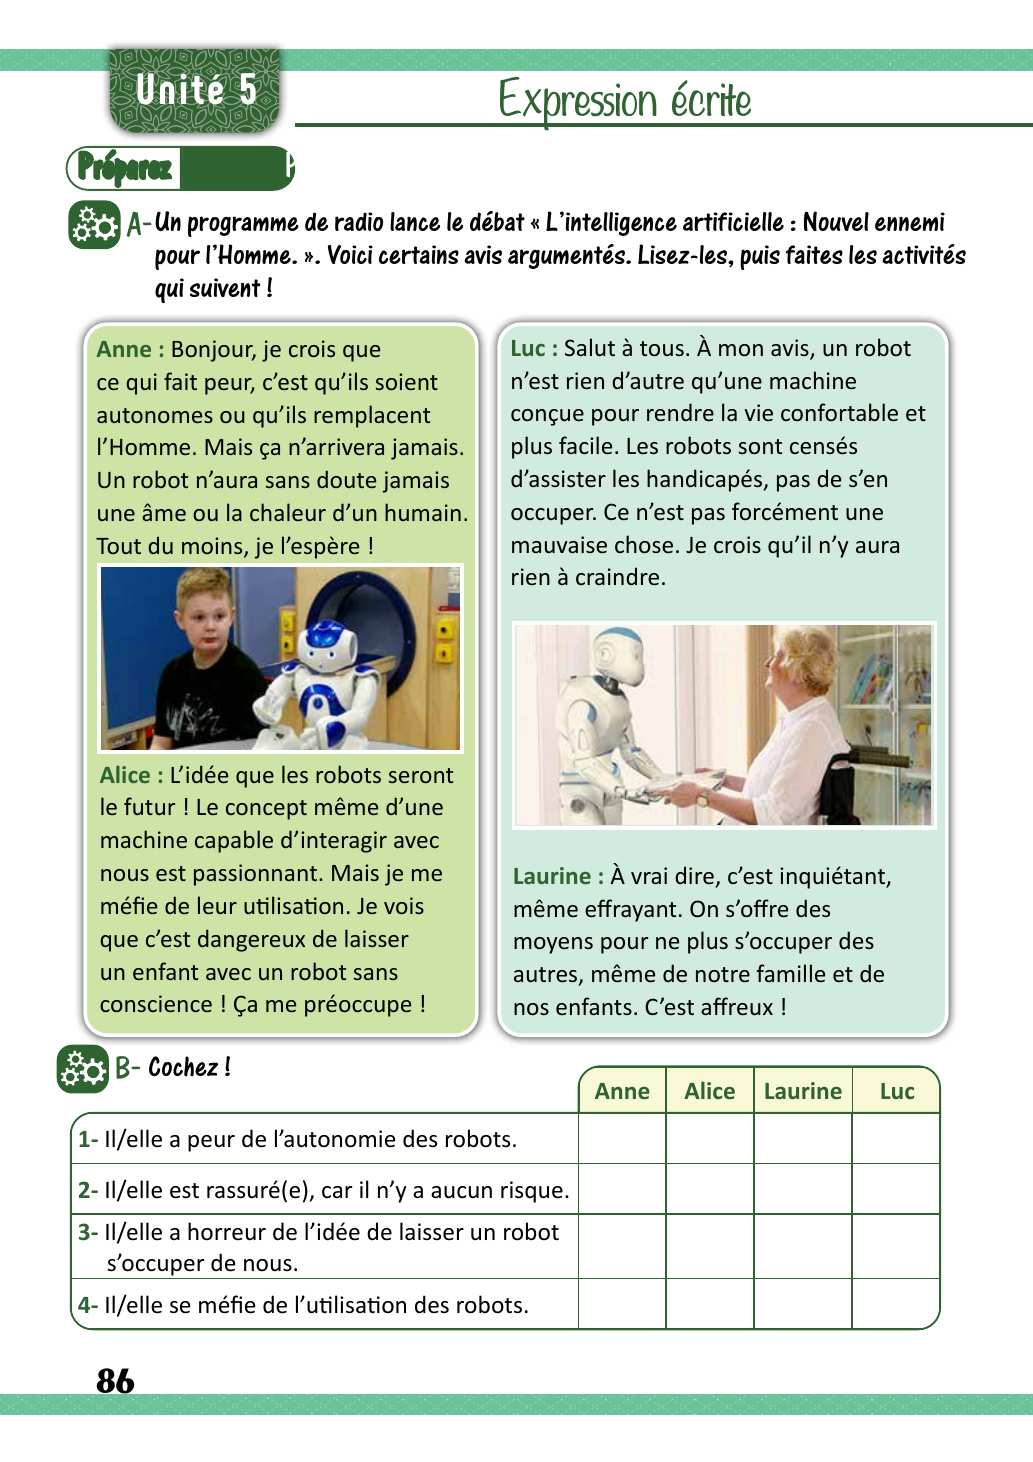 Unité 5
Expression écrite
Préparez
A- Un programme de radio lance le débat « L’intelligence artificielle : Nouvel ennemi
pour l’Homme. ». Voici certains avis argumentés. Lisez-les, puis faites les activités
qui suivent !
Anne : Bonjour, je crois que
ce qui fait peur, c’est qu’ils soient
autonomes ou qu’ils remplacent
l’Homme. Mais ça n’arrivera jamais.
Un robot n’aura sans doute jamais
une âme ou la chaleur d’un humain.
Tout du moins, je l’espère !
Alice : L’idée que les robots seront
le futur ! Le concept même d’une
machine capable d’interagir avec
nous est passionnant. Mais je me
méfie de leur utilisation. Je vois
que c’est dangereux de laisser
un enfant avec un robot sans
conscience ! Ça me préoccupe !
Luc : Salut à tous. À mon avis, un robot
n’est rien d’autre qu’une machine
conçue pour rendre la vie confortable et
plus facile. Les robots sont censés
d’assister les handicapés, pas de s’en
occuper. Ce n’est pas forcément une
mauvaise chose. Je crois qu’il n’y aura
rien à craindre.
Laurine : À vrai dire, c’est inquiétant,
même effrayant. On s’offre des
moyens pour ne plus s’occuper des
autres, même de notre famille et de
nos enfants. C’est affreux !
B- Cochez !
Anne Alice Laurine Luc
1- Il/elle a peur de l’autonomie des robots.
2- Il/elle est rassuré(e), car il n’y a aucun risque.
3- Il/elle a horreur de l’idée de laisser un robot
s’occuper de nous.
4- Il/elle se méfie de l’utilisation des robots.
86